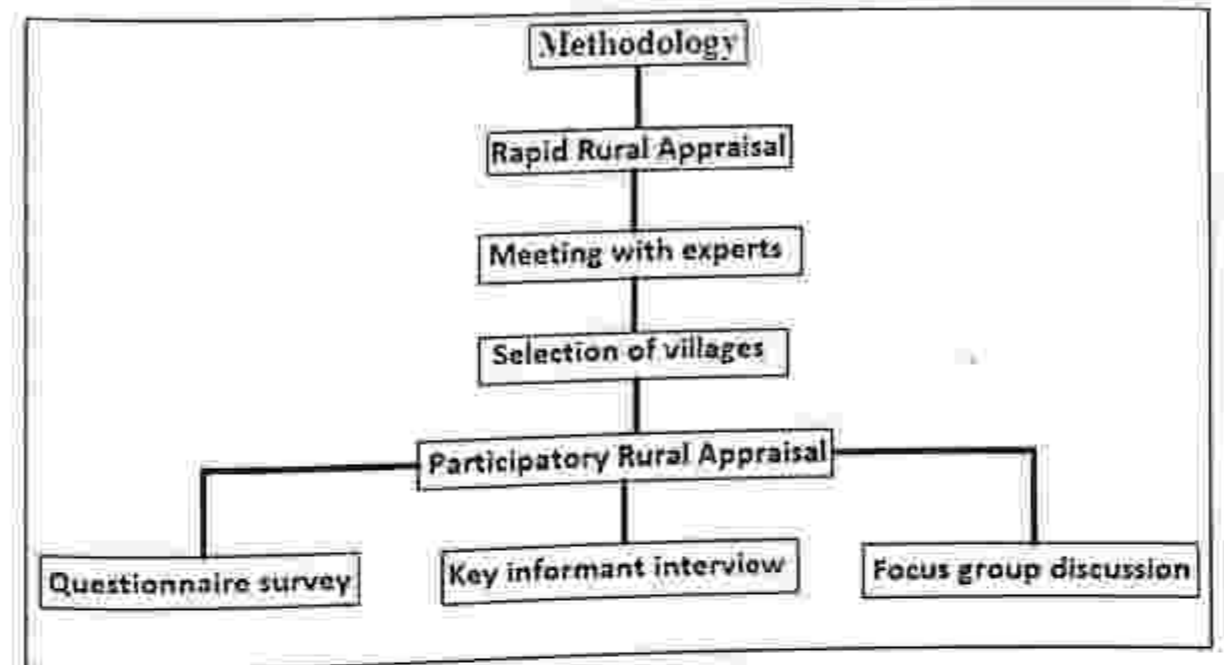 Methodology
Rapid Rural Appraisal
Meeting with experts
Selection of villages
Participatory Rural Appraisal
Questionnaire survey
Key informant interview
Focus group discussion